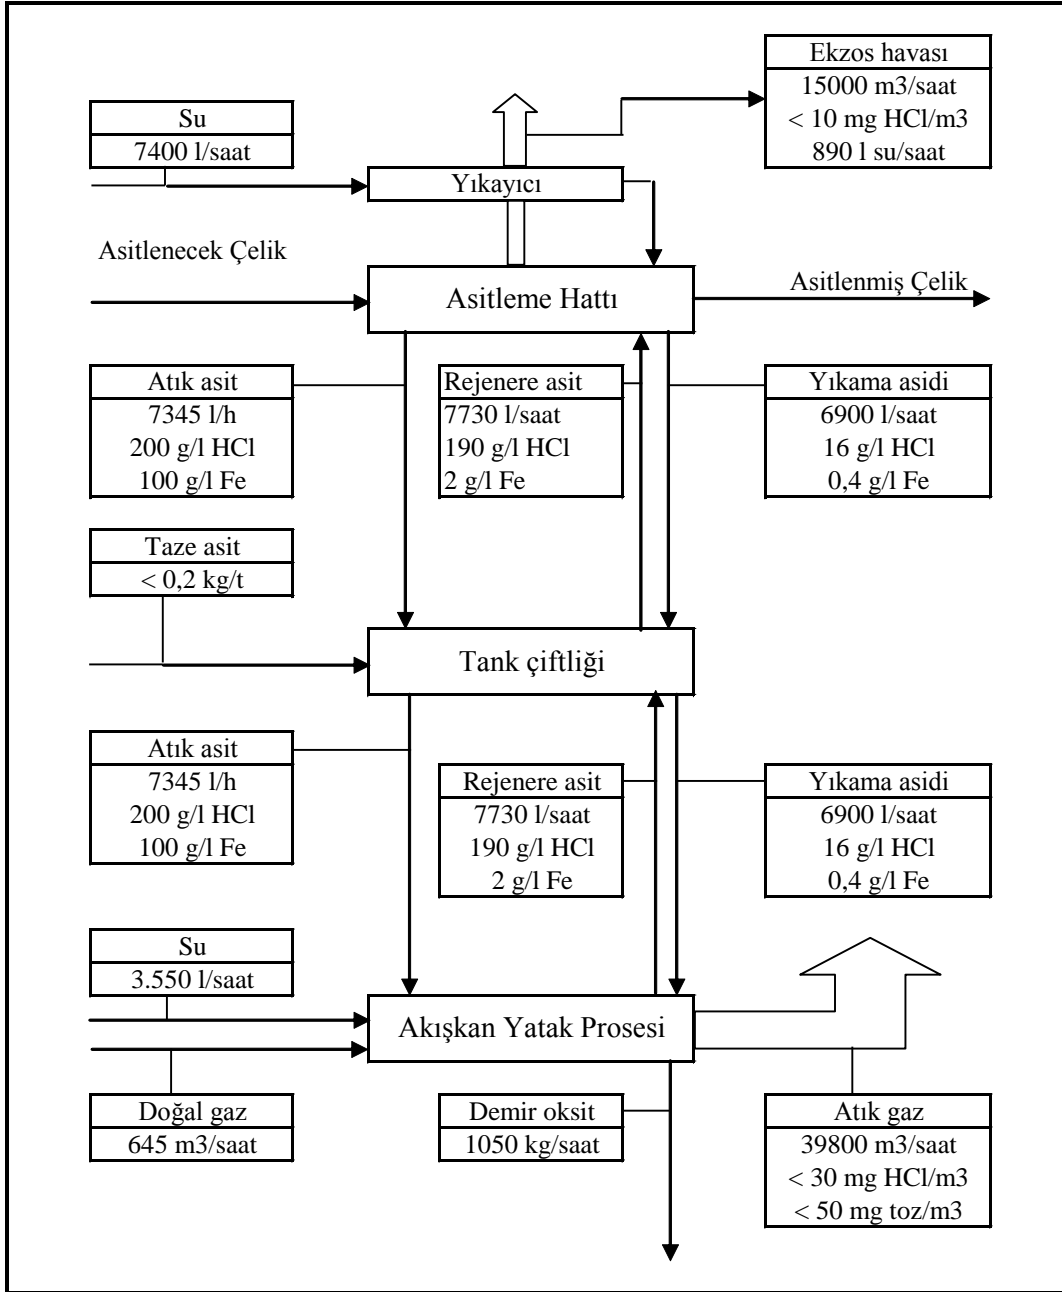 Ekzos havası
15000 m3/saat
< 10 mg HCl/m3
890 l su/saat
Su
7400 l/saat
Yıkayıcı
Asitlenecek Çelik
Asitleme Hattı
Asitlenmiş Çelik
Atık asit
7345 l/h
200 g/l HCl
100 g/l Fe
Rejenere asit
7730 l/saat
190 g/l HCl
2 g/l Fe
Yıkama asidi
6900 l/saat
16 g/l HCl
0,4 g/l Fe
Taze asit
< 0,2 kg/t
Tank çiftliği
Atık asit
7345 l/h
200 g/l HCl
100 g/l Fe
Rejenere asit
7730 l/saat
190 g/l HCl
2 g/l Fe
Yıkama asidi
6900 l/saat
16 g/l HCl
0,4 g/l Fe
Su
3.550 l/saat
Akışkan Yatak Prosesi
Doğal gaz
645 m3/saat
Demir oksit
1050 kg/saat
Atık gaz
39800 m3/saat
< 30 mg HCl/m3
< 50 mg toz/m3